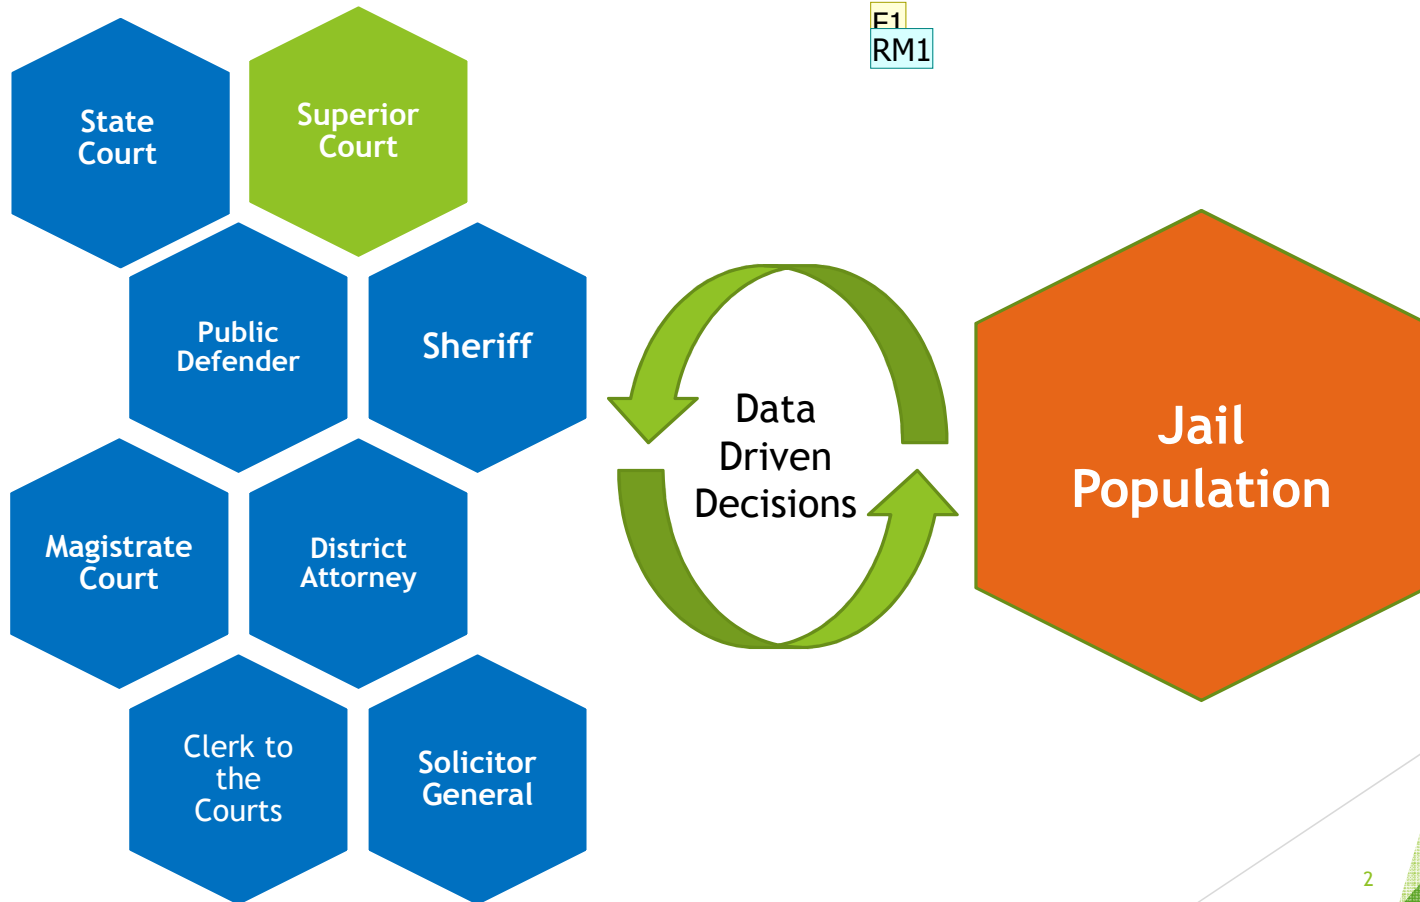 RM1
State
Court
Superior
Court
Public
Defender
Sheriff
Data
Driven
Decisions
Jail
Population
Magistrate
Court
District
Attorney
Clerk to
the
Courts
Solicitor
General
2